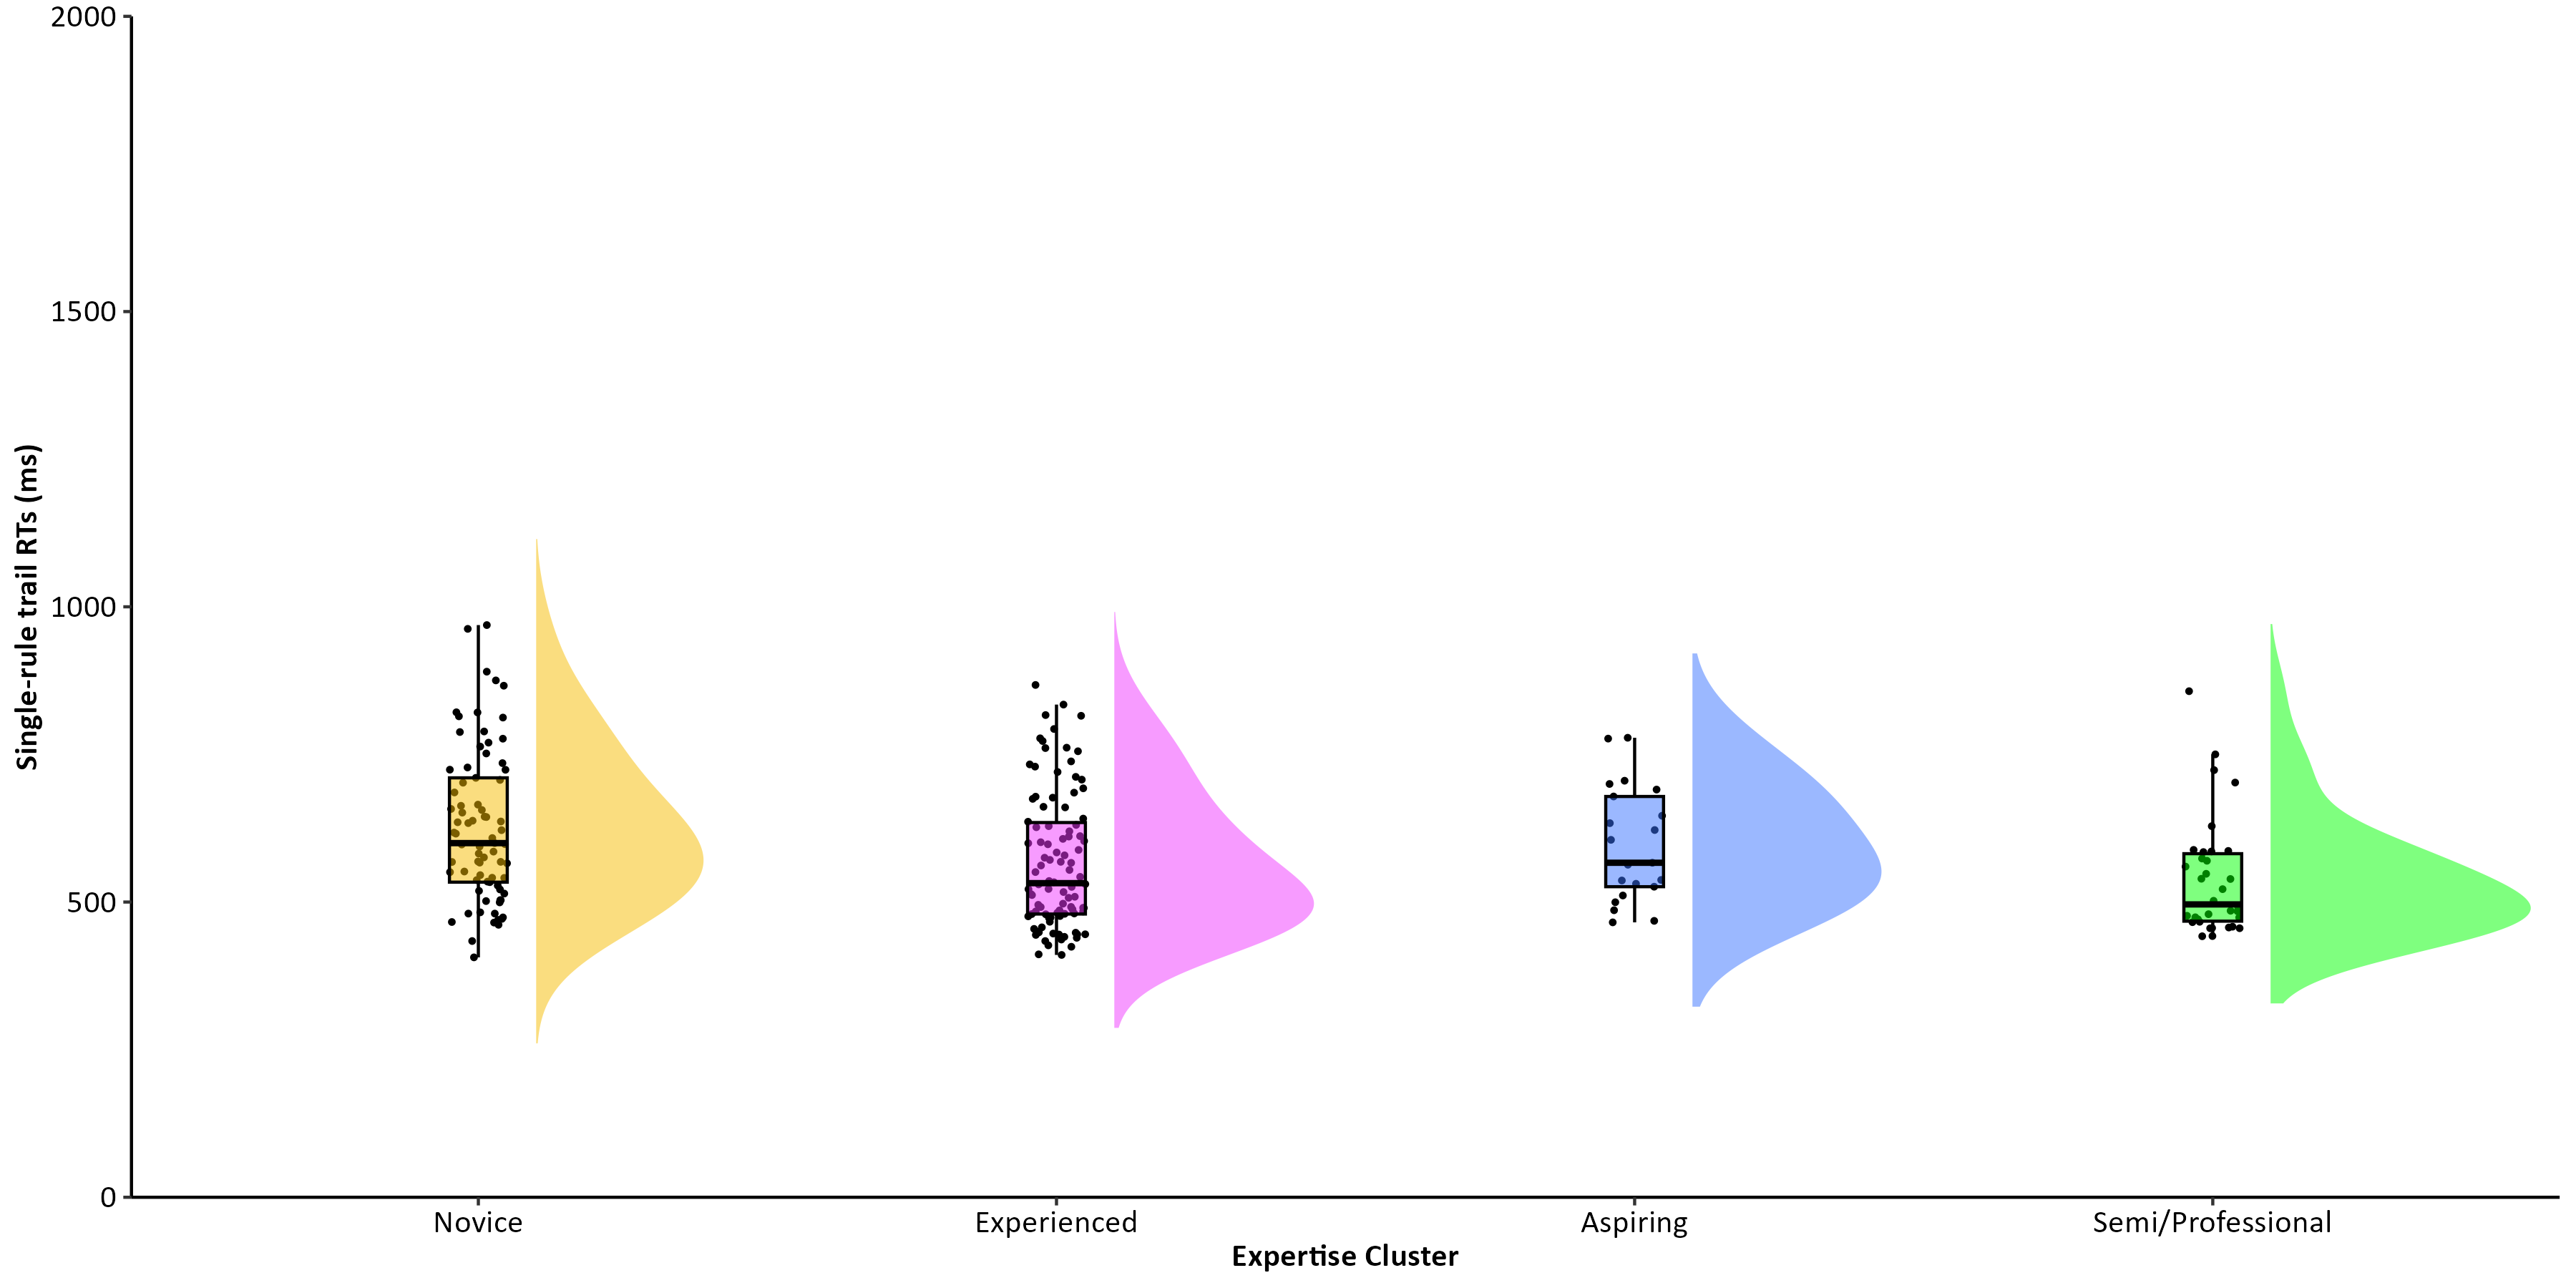 Single-rule trail RTs (ms)
2000
1500
1000
500
0
Novice
Experienced
Aspiring
Semi/Professional
Expertise Cluster